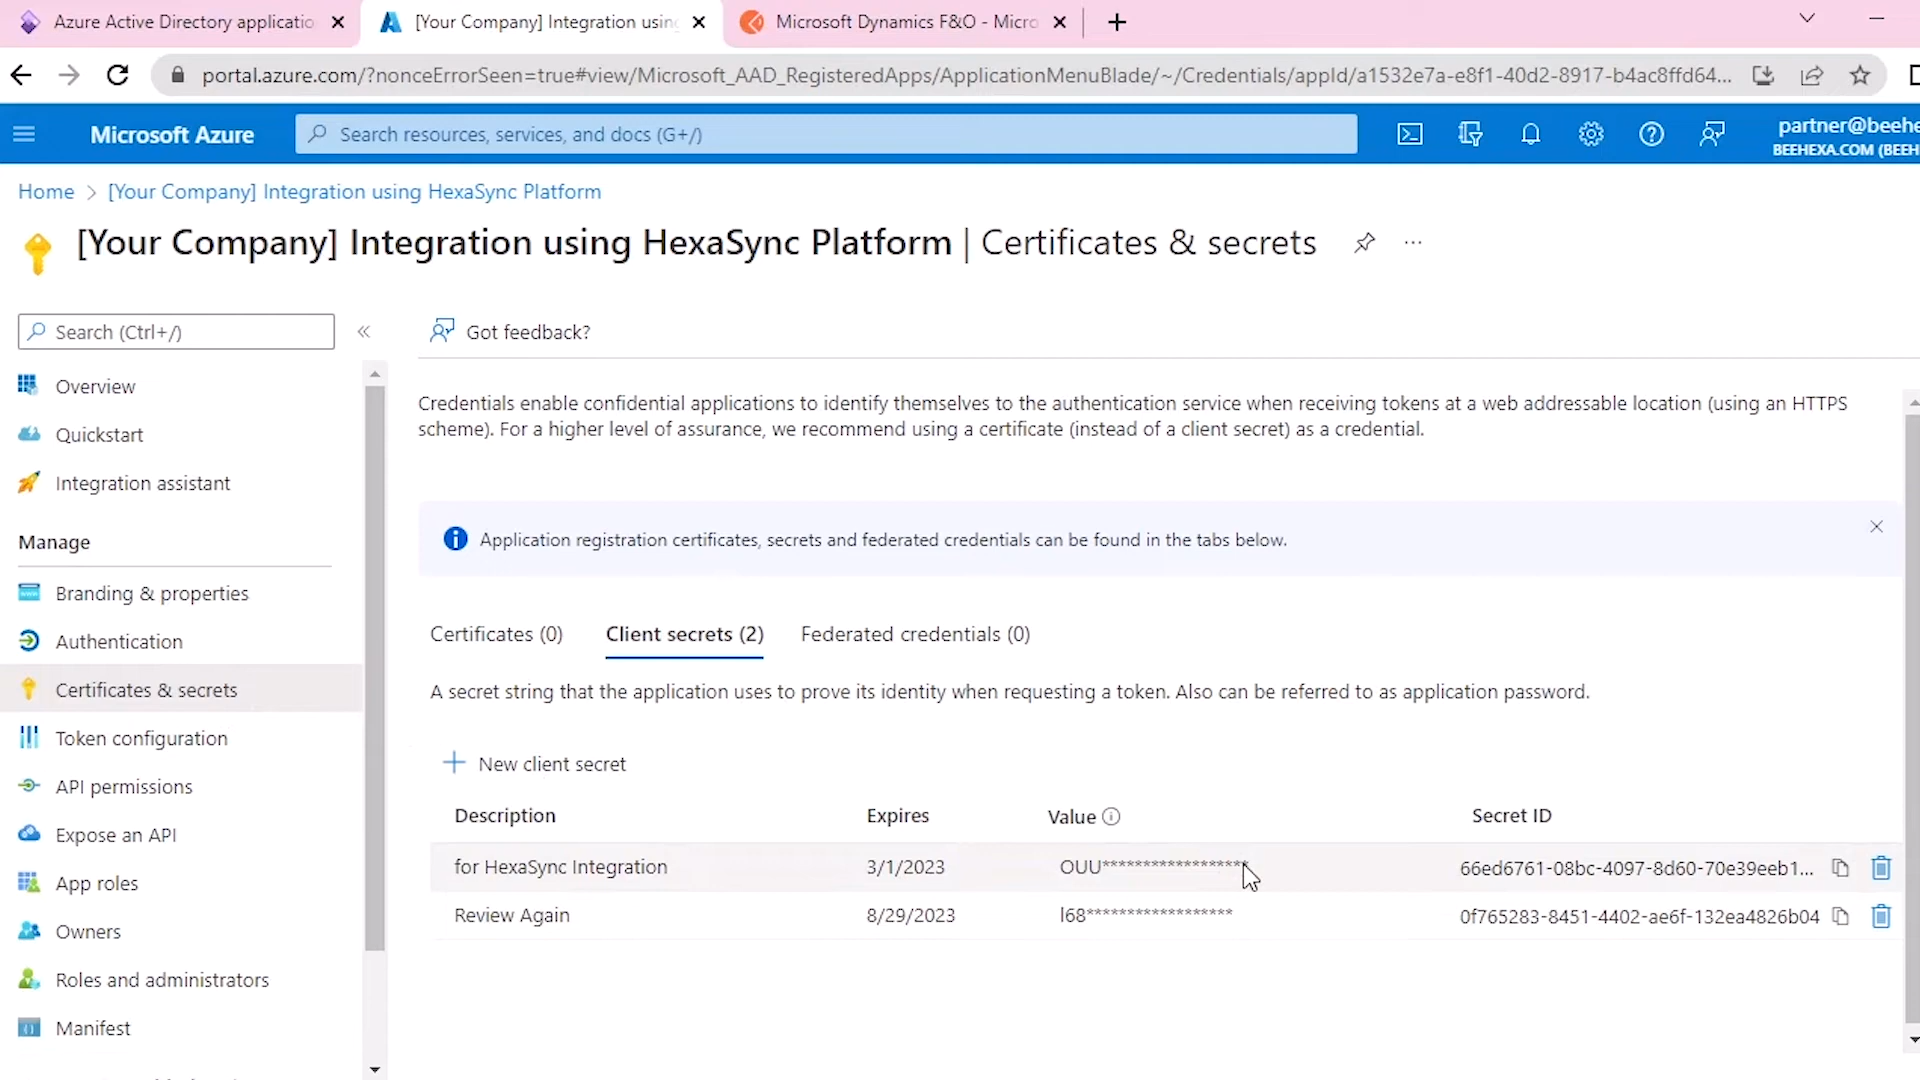 Azure Active Directory applicatio
[Your Company] Integration using
Microsoft Dynamics F&O - Micro
portal.azure.com/?nonceErrorSeen=true#view/Microsoft_AAD_RegisteredApps/ApplicationMenuBlade/~/Credentials/appId/a1532e7a-e8f1-40d2-8917-b4ac8ffd64...
Microsoft Azure
Search resources, services, and docs (G+/)
partner@beehe
BEEHEXA.COM (BEEH
Home > [Your Company] Integration using HexaSync Platform
[Your Company] Integration using HexaSync Platform | Certificates & secrets
Search (Ctrl+/)
Got feedback?
Overview
Quickstart
Integration assistant
Manage
Branding & properties
Authentication
Certificates & secrets
Token configuration
API permissions
Expose an API
App roles
Owners
Roles and administrators
Manifest
Credentials enable confidential applications to identify themselves to the authentication service when receiving tokens at a web addressable location (using an HTTPS
scheme). For a higher level of assurance, we recommend using a certificate (instead of a client secret) as a credential.
Application registration certificates, secrets and federated credentials can be found in the tabs below.
Certificates (0)
Client secrets (2)
Federated credentials (0)
A secret string that the application uses to prove its identity when requesting a token. Also can be referred to as application password.
New client secret
Description Expires Value Secret ID
for HexaSync Integration 3/1/2023 OUU****************** 66ed6761-08bc-4097-8d60-70e39eeb1...
Review Again 8/29/2023 l68****************** 0f765283-8451-4402-ae6f-132ea4826b04